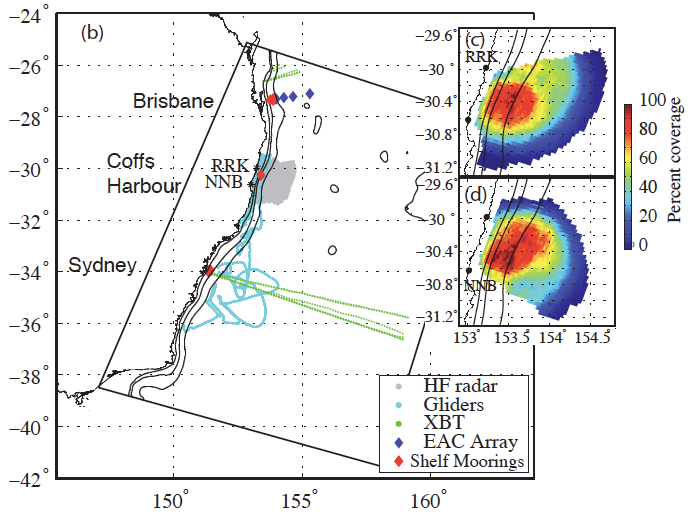 −24°
−26°
−28°
−30°
−32°
−34°
−36°
−38°
−40°
−42°
150°
155°
160°
(b)
Brisbane
Coffs
Harbour
RRK
NNB
Sydney
HF radar
Gliders
XBT
EAC Array
Shelf Moorings
−29.6°
−30°
−30.4°
−30.8°
−31.2°
(c)
RRK
−29.6°
−30°
−30.4°
−30.8°
−31.2°
(d)
NNB
153°
153.5°
154°
154.5°
100
80
60
40
20
0
Percent coverage